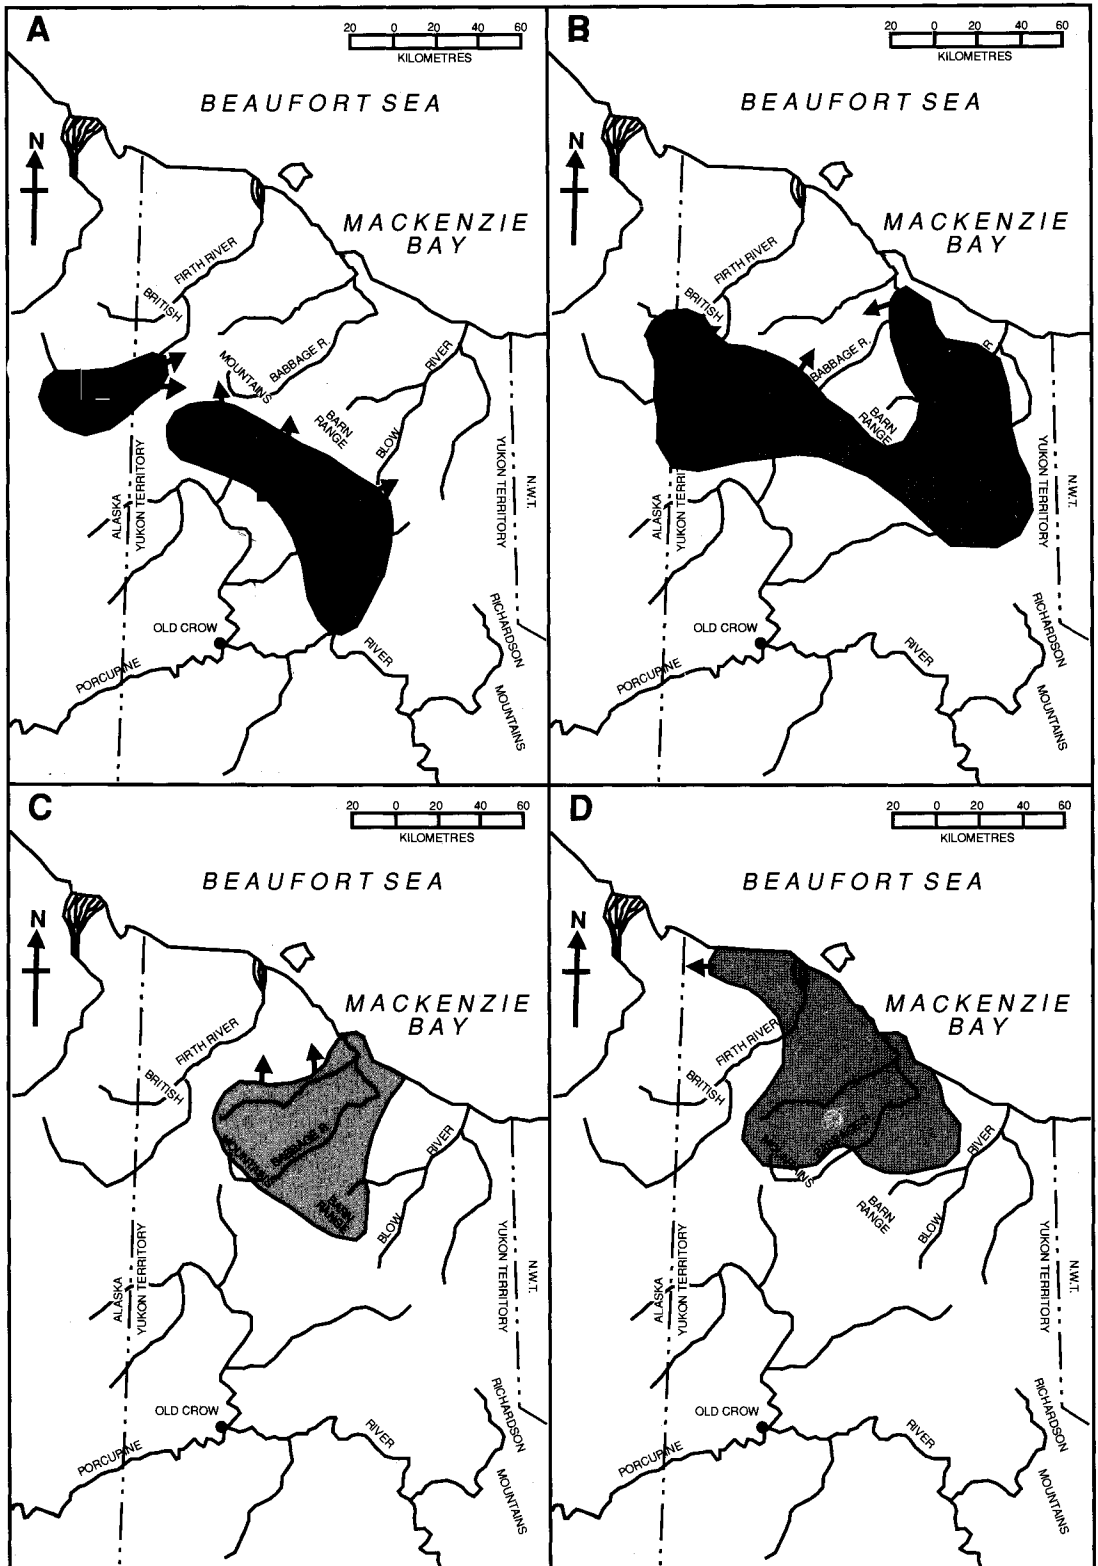 A
20 0 20 40 60
KILOMETRES
BEAUFORT SEA
N
MACKENZIE
BAY
FIRTH RIVER
BRITISH
MOUNTAINS
BABBAGE R.
RIVER
BARN
RANGE
BLOW
ALASKA
YUKON TERRITORY
YUKON TERRITORY
N.W.T.
OLD CROW
PORCUPINE
RIVER
RICHARDSON
MOUNTAINS
B
20 0 20 40 60
KILOMETRES
BEAUFORT SEA
N
MACKENZIE
BAY
FIRTH RIVER
BRITISH
BABBAGE R.
R
BARN
RANGE
ALASKA
YUKON TERRITORY
YUKON TERRITORY
N.W.T.
OLD CROW
PORCUPINE
RIVER
RICHARDSON
MOUNTAINS
C
20 0 20 40 60
KILOMETRES
BEAUFORT SEA
N
MACKENZIE
BAY
FIRTH RIVER
BRITISH
MOUNTAINS
BABBAGE R.
RIVER
BARN
RANGE
BLOW
ALASKA
YUKON TERRITORY
YUKON TERRITORY
N.W.T.
OLD CROW
PORCUPINE
RIVER
RICHARDSON
MOUNTAINS
D
20 0 20 40 60
KILOMETRES
BEAUFORT SEA
N
MACKENZIE
BAY
FIRTH RIVER
BRITISH
MOUNTAINS
RIVER
BARN
RANGE
BLOW
ALASKA
YUKON TERRITORY
YUKON TERRITORY
N.W.T.
OLD CROW
PORCUPINE
RIVER
RICHARDSON
MOUNTAINS